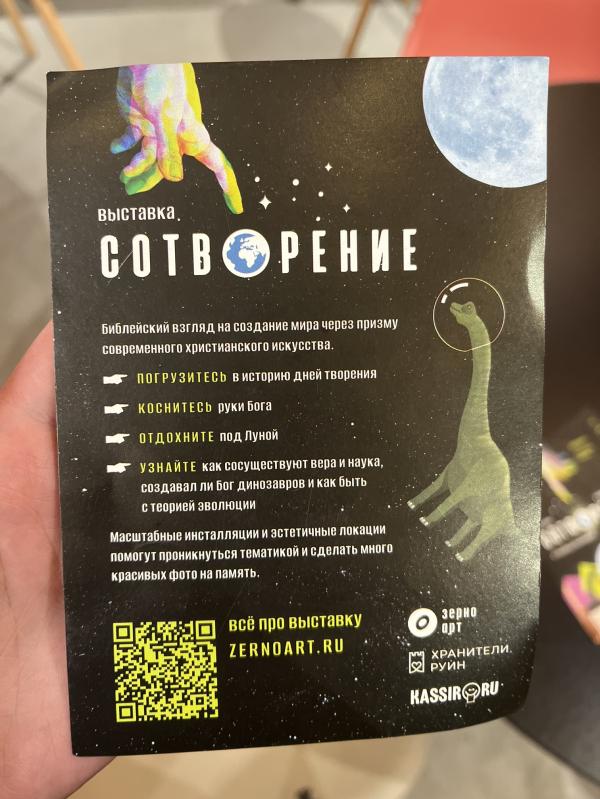 выставка
СОТВОРЕНИЕ
Библейский взгляд на создание мира через призму
современного христианского искусства.
ПОГРУЗИТЕСЬ в историю дней творения
КОСНИТЕСЬ руки Бога
ОТДОХНИТЕ под Луной
УЗНАЙТЕ как сосуществуют вера и наука,
создавал ли Бог динозавров и как быть
с теорией эволюции
Масштабные инсталляции и эстетичные локации
помогут проникнуться тематикой и сделать много
красивых фото на память.
всё про выставку
ZERNOART.RU
зерно
арт
ХРАНИТЕЛИ
РУИН
KASSIR.RU